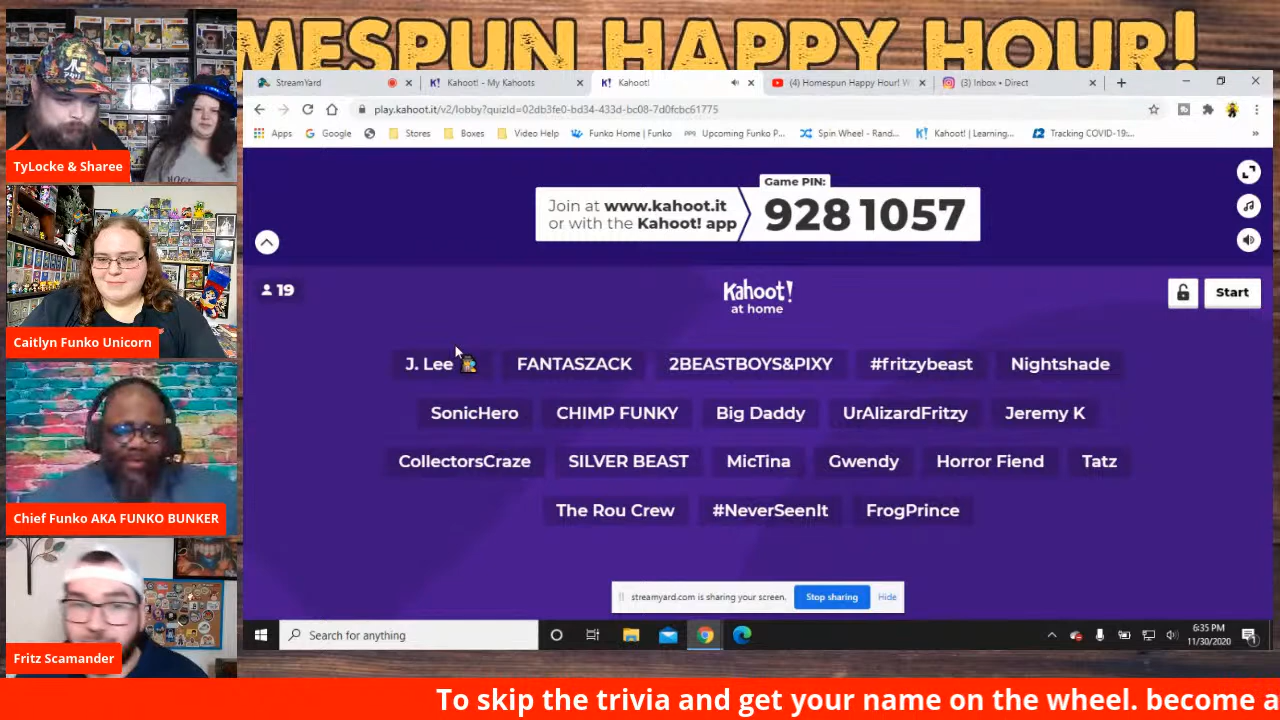 MESPUN HAPPY HOUR!
TyLocke & Sharee
Caitlyn Funko Unicorn
Chief Funko AKA FUNKO BUNKER
Fritz Scamander
StreamYard
Kahoot! - My Kahoots
Kahoot!
(4) Homespun Happy Hour! W
(3) Inbox • Direct
play.kahoot.it/v2/lobby?quizId=02db3fe0-bd34-433d-bc08-7d0fcbc61775
Apps
Google
Stores
Boxes
Video Help
Funko Home | Funko
Upcoming Funko P...
Spin Wheel - Rand...
Kahoot! | Learning...
Tracking COVID-19:...
Join at www.kahoot.it
or with the Kahoot! app
Game PIN:
928 1057
19
Kahoot!
at home
Start
J. Lee FANTASZACK 2BEASTBOYS&PIXY #fritzybeast Nightshade
SonicHero CHIMP FUNKY Big Daddy UrAlizardFritzy Jeremy K
CollectorsCraze SILVER BEAST MicTina Gwendy Horror Fiend Tatz
The Rou Crew #NeverSeenIt FrogPrince
streamyard.com is sharing your screen. Stop sharing Hide
Search for anything
6:35 PM
11/30/2020
To skip the trivia and get your name on the wheel. become a